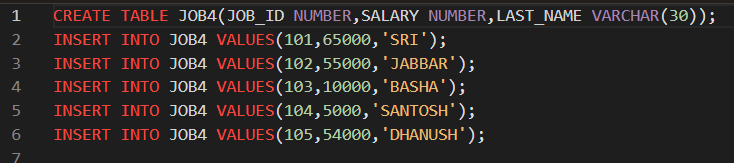 1 CREATE TABLE JOB4(JOB_ID NUMBER,SALARY NUMBER,LAST_NAME VARCHAR(30));
2 INSERT INTO JOB4 VALUES(101,65000,'SRI');
3 INSERT INTO JOB4 VALUES(102,55000,'JABBAR');
4 INSERT INTO JOB4 VALUES(103,10000,'BASHA');
5 INSERT INTO JOB4 VALUES(104,5000,'SANTOSH');
6 INSERT INTO JOB4 VALUES(105,54000,'DHANUSH');
7